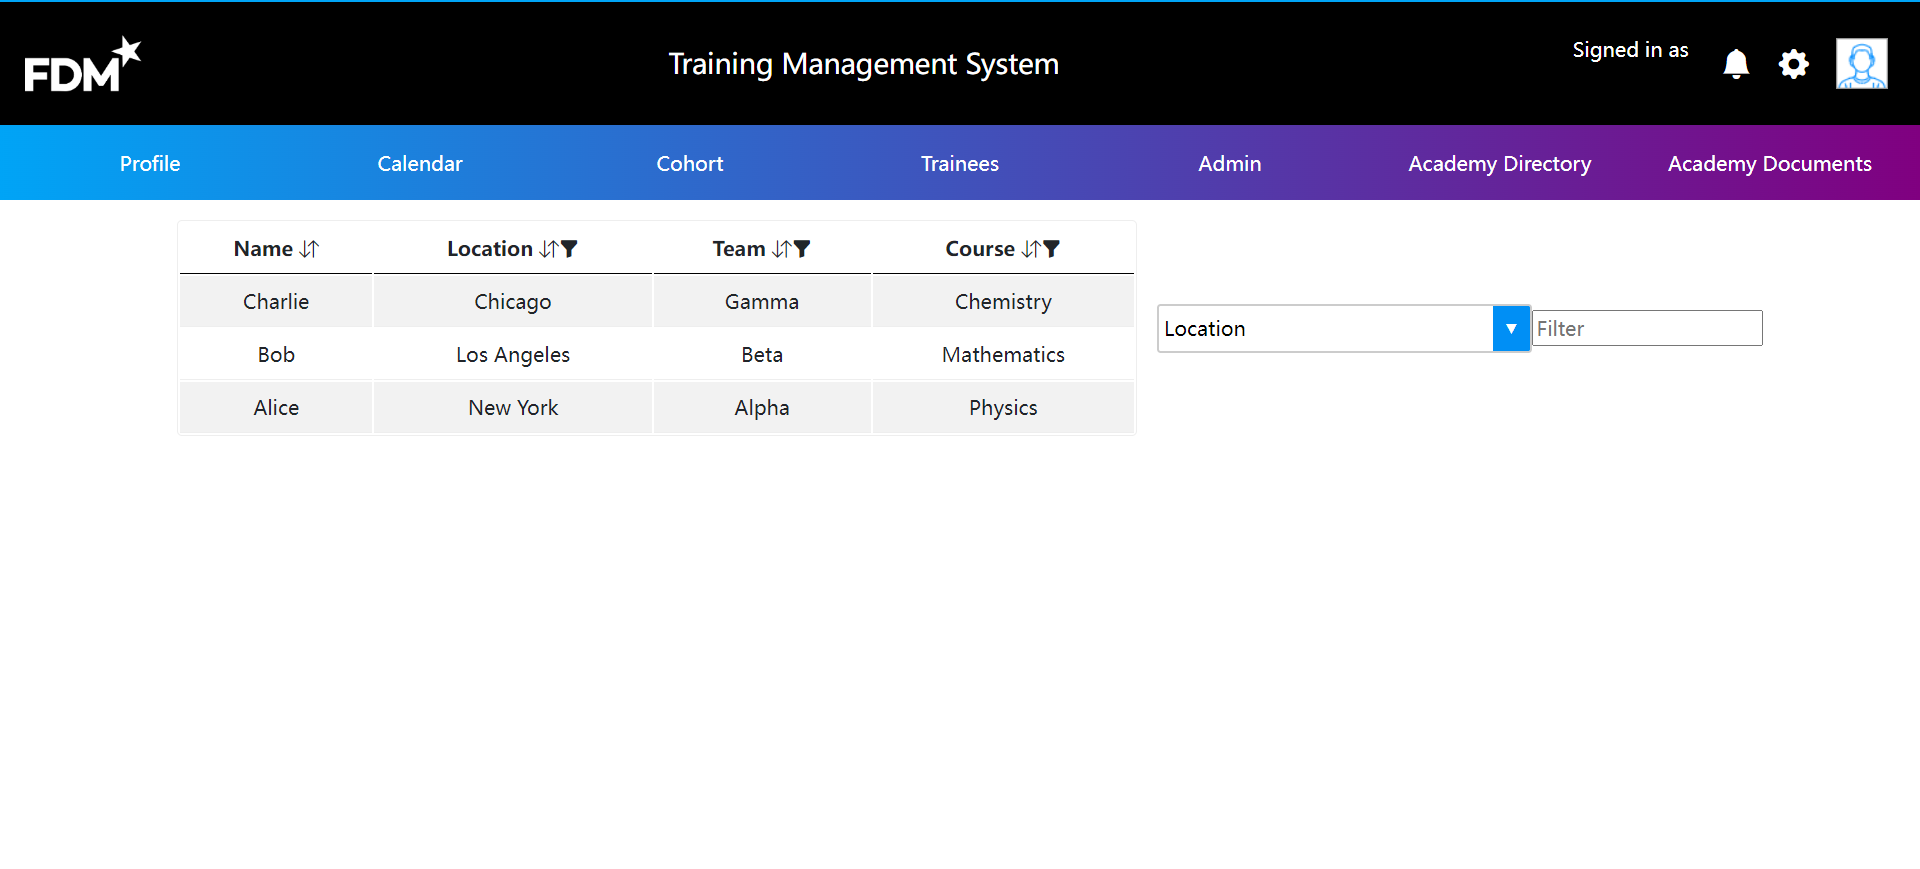 FDM
Training Management System
Signed in as
Profile Calendar Cohort Trainees Admin Academy Directory Academy Documents
Name Location Team Course
Charlie Chicago Gamma Chemistry
Bob Los Angeles Beta Mathematics
Alice New York Alpha Physics
Location
Filter